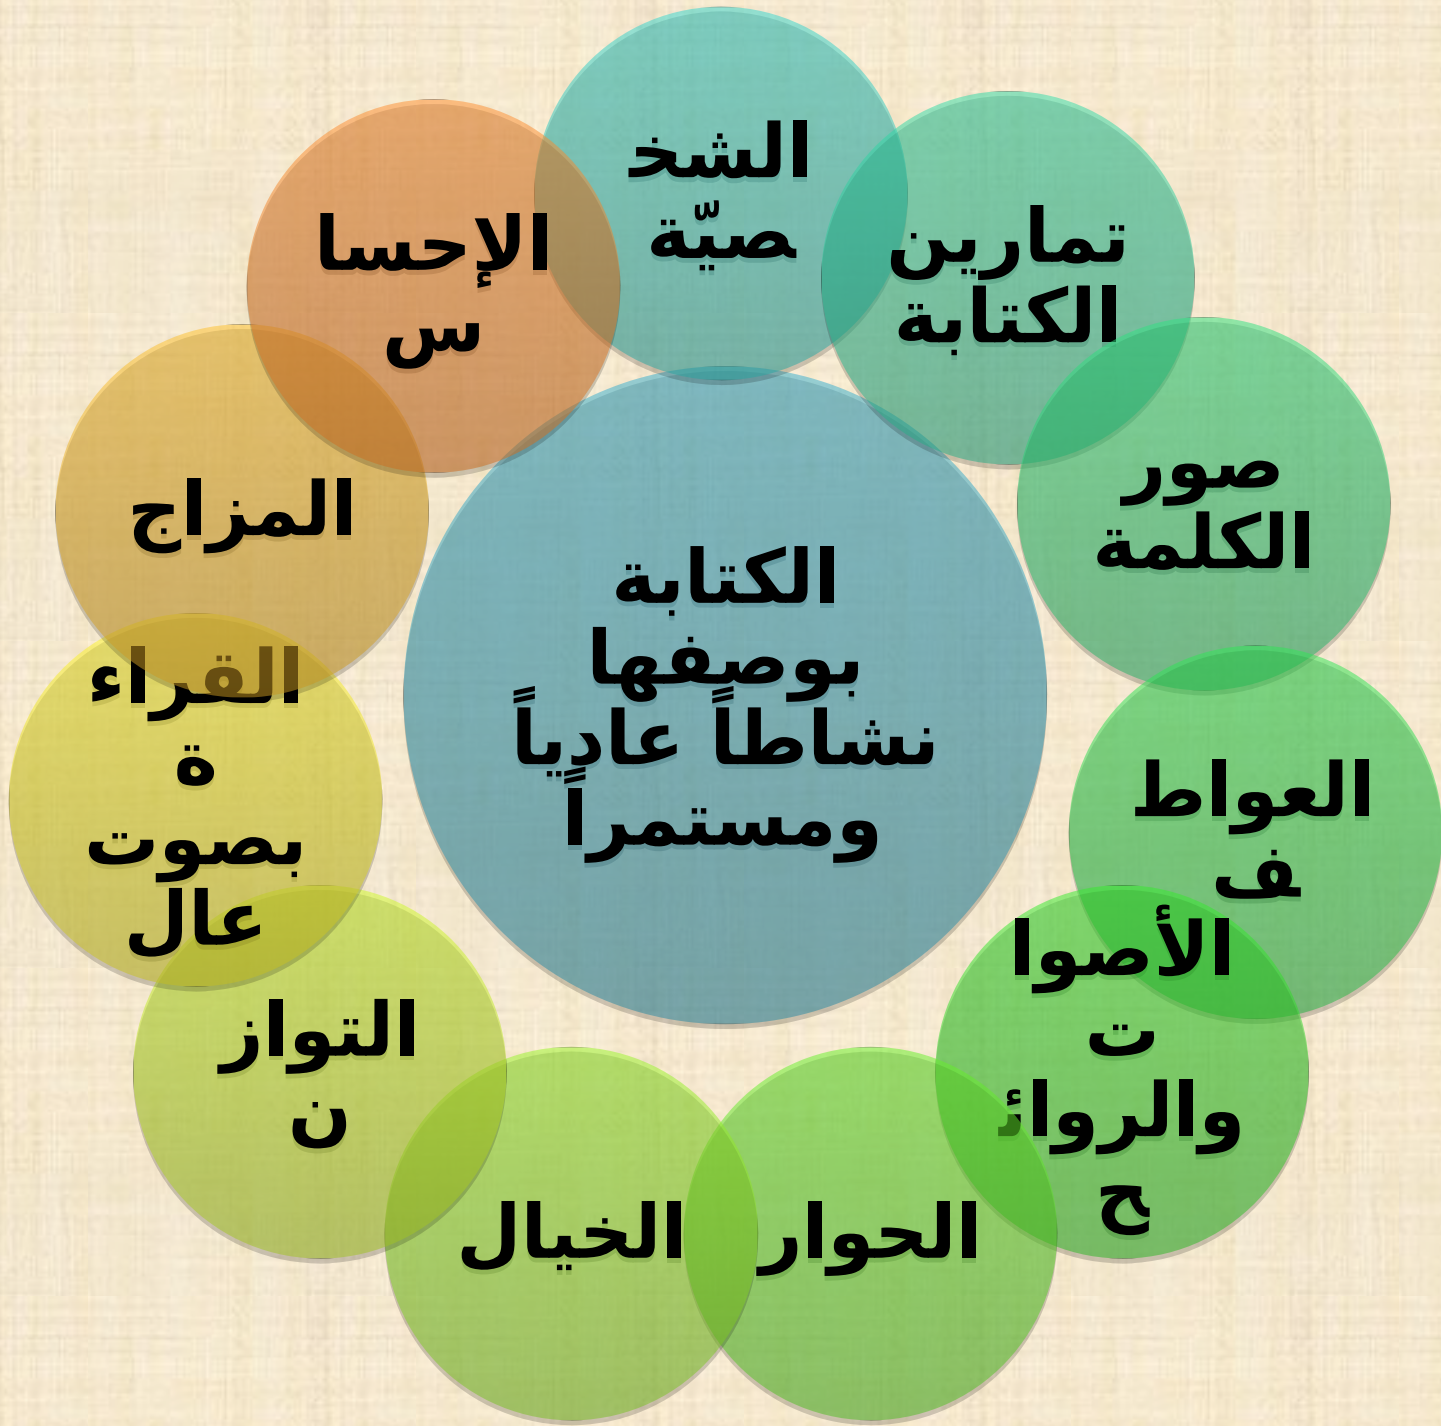 الكتابة
بوصفها
نشاطاً عادياً
ومستمراً
الشخ
صيّة
تمارين
الكتابة
صور
الكلمة
العواط
ف
الأصوا
ت
والروائ
ح
الحوار
الخيال
التواز
ن
القراء
ة
بصوت
عال
المزاج
الإحسا
س